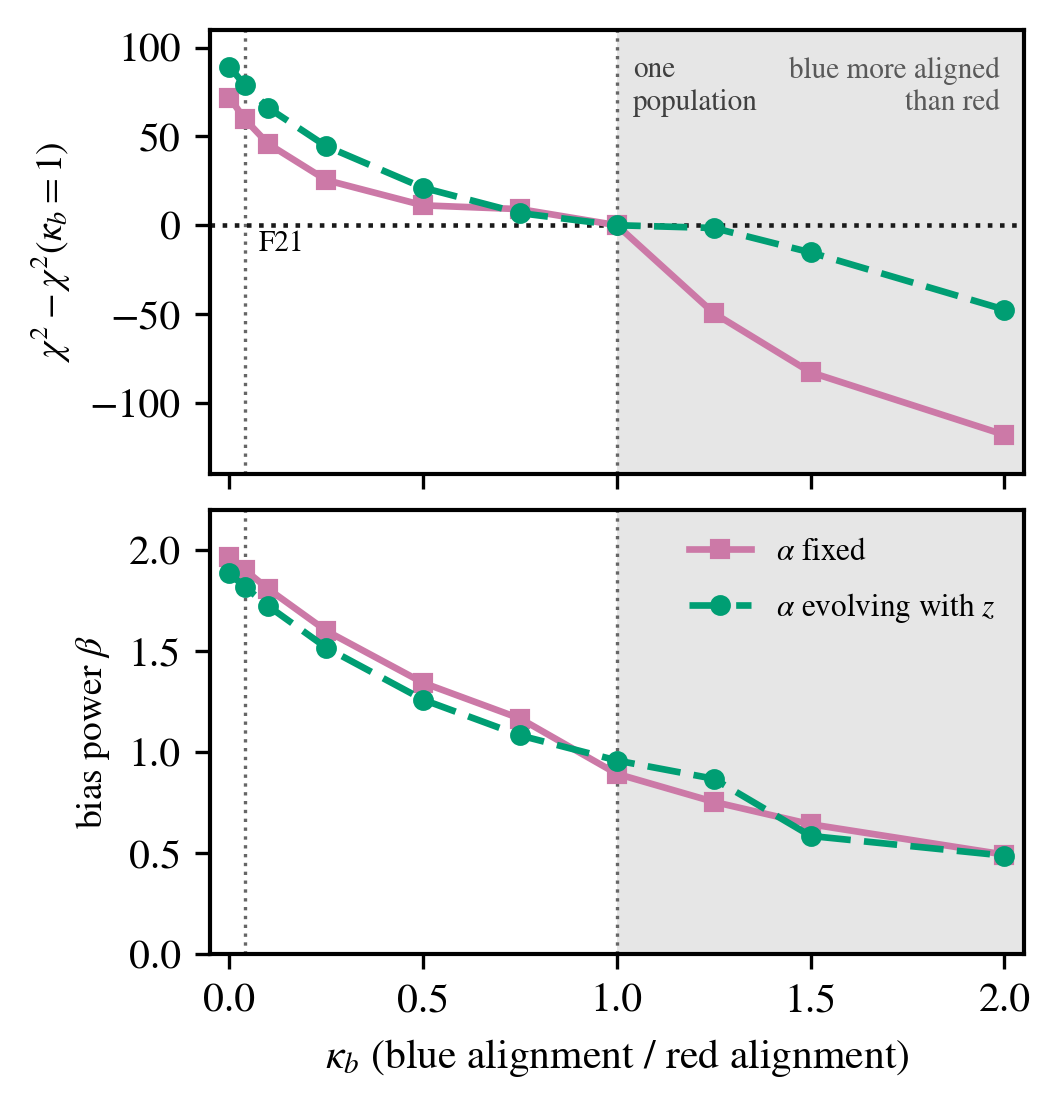 100
50
0
−50
−100
χ² − χ²(κ_b = 1)
one
population
blue more aligned
than red
F21
2.0
1.5
1.0
0.5
0.0
bias power β
α fixed
α evolving with z
0.0 0.5 1.0 1.5 2.0
κ_b (blue alignment / red alignment)